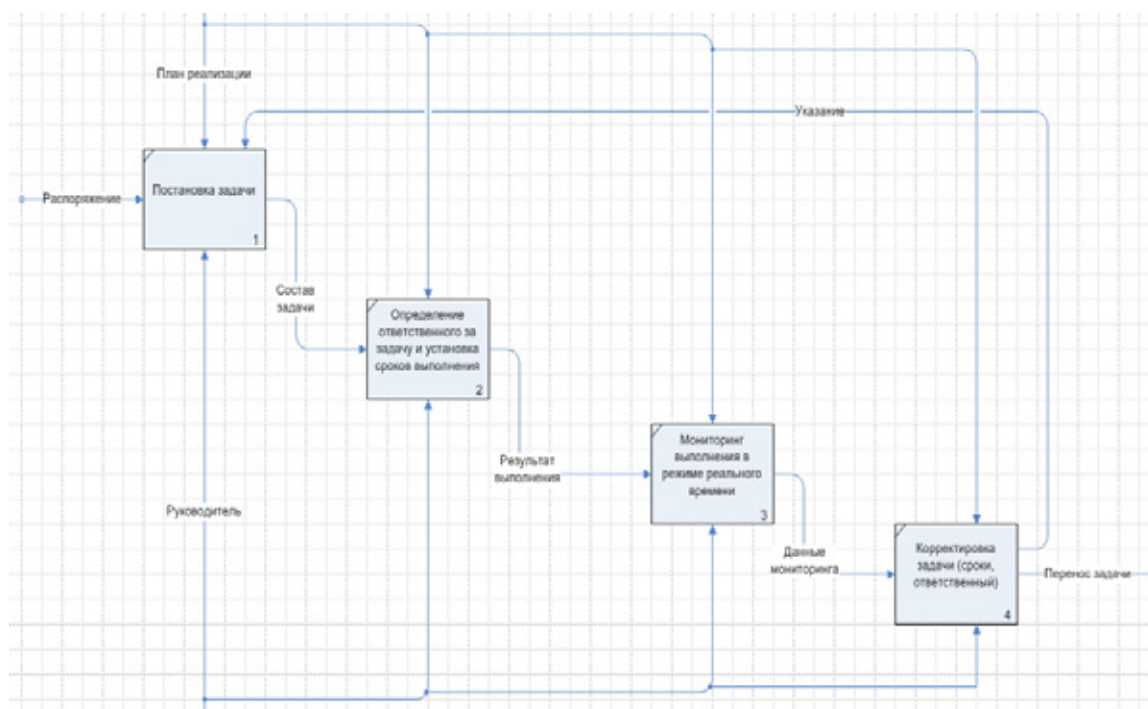 План реализации
Указание
Постановка задачи
1
Распоряжение
Состав
задачи
Определение
ответственного за
задачу и установка
сроков выполнения
2
Результат
выполнения
Мониторинг
выполнения в
режиме реального
времени
3
Руководитель
Данные
мониторинга
Корректировка
задачи (сроки,
ответственный)
4
Перенос задачи